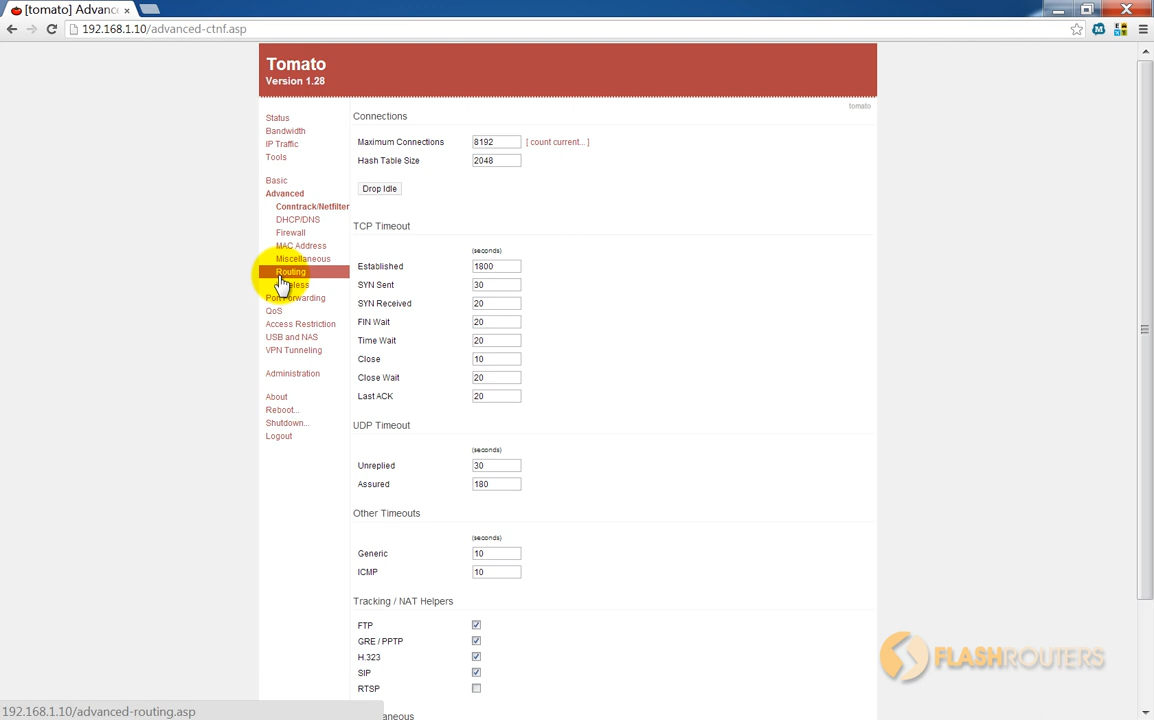 [tomato] Advanc
192.168.1.10/advanced-ctnf.asp
Tomato
Version 1.28
tomato
Status
Bandwidth
IP Traffic
Tools
Basic
Advanced
Conntrack/Netfilter
DHCP/DNS
Firewall
MAC Address
Miscellaneous
Routing
Port Forwarding
QoS
Access Restriction
USB and NAS
VPN Tunneling
Administration
About
Reboot...
Shutdown...
Logout
Connections
Maximum Connections 8192 [ count current... ]
Hash Table Size 2048
Drop Idle
TCP Timeout
(seconds)
Established 1800
SYN Sent 30
SYN Received 20
FIN Wait 20
Time Wait 20
Close 10
Close Wait 20
Last ACK 20
UDP Timeout
(seconds)
Unreplied 30
Assured 180
Other Timeouts
(seconds)
Generic 10
ICMP 10
Tracking / NAT Helpers
FTP
GRE / PPTP
H.323
SIP
RTSP
FLASHROUTERS
192.168.1.10/advanced-routing.asp